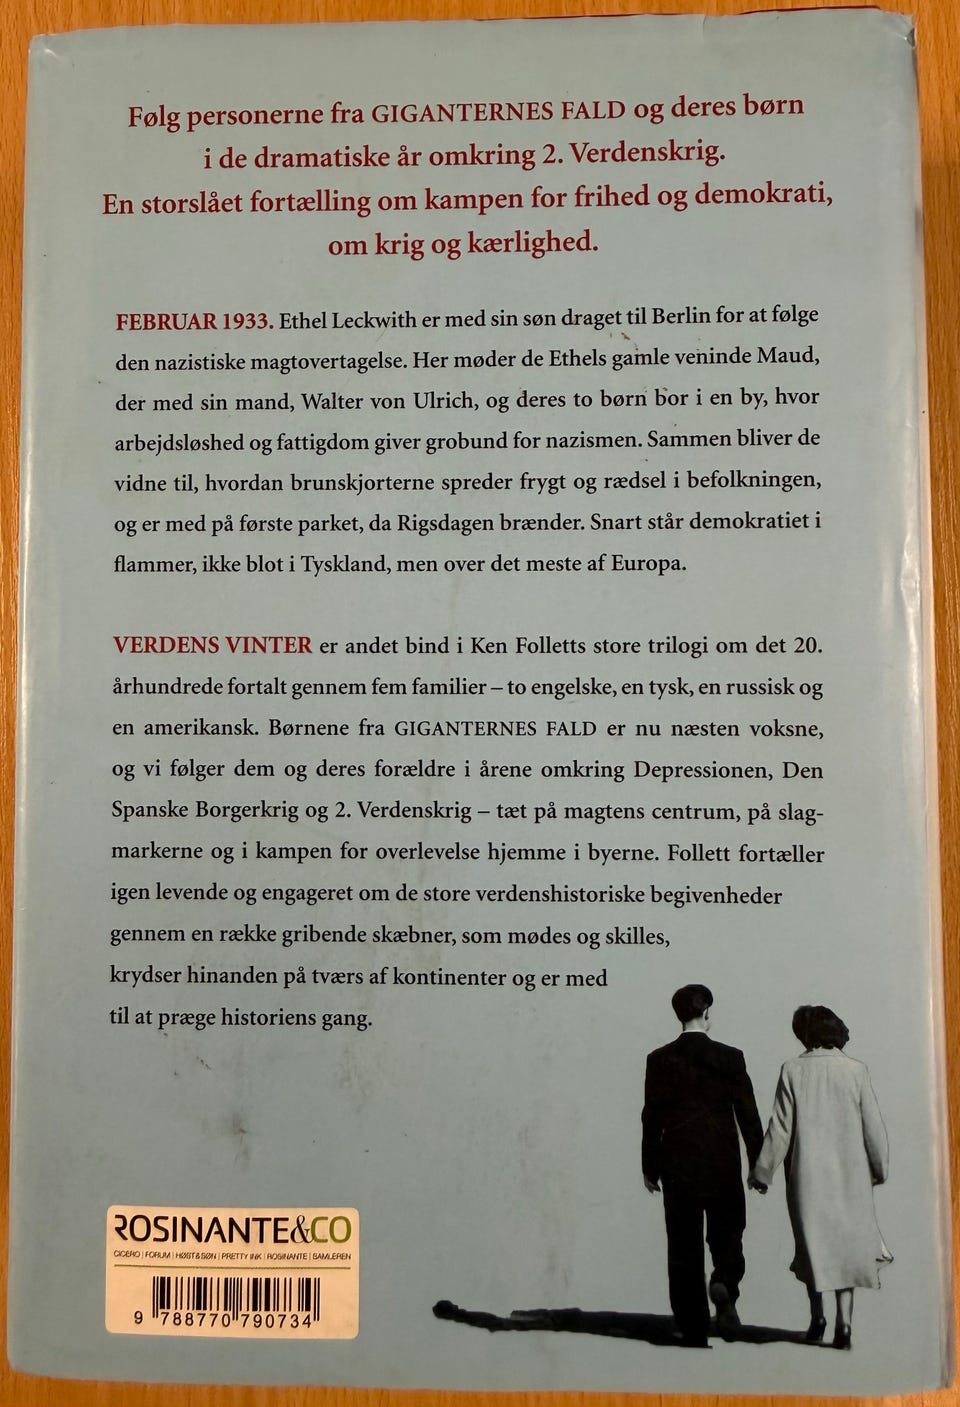 Følg personerne fra GIGANTERNES FALD og deres børn
i de dramatiske år omkring 2. Verdenskrig.
En storslået fortælling om kampen for frihed og demokrati,
om krig og kærlighed.
FEBRUAR 1933. Ethel Leckwith er med sin søn draget til Berlin for at følge
den nazistiske magtovertagelse. Her møder de Ethels gamle veninde Maud,
der med sin mand, Walter von Ulrich, og deres to børn bor i en by, hvor
arbejdsløshed og fattigdom giver grobund for nazismen. Sammen bliver de
vidne til, hvordan brunskjorterne spreder frygt og rædsel i befolkningen,
og er med på første parket, da Rigsdagen brænder. Snart står demokratiet i
flammer, ikke blot i Tyskland, men over det meste af Europa.
VERDENS VINTER er andet bind i Ken Folletts store trilogi om det 20.
århundrede fortalt gennem fem familier – to engelske, en tysk, en russisk og
en amerikansk. Børnene fra GIGANTERNES FALD er nu næsten voksne,
og vi følger dem og deres forældre i årene omkring Depressionen, Den
Spanske Borgerkrig og 2. Verdenskrig – tæt på magtens centrum, på slag-
markerne og i kampen for overlevelse hjemme i byerne. Follett fortæller
igen levende og engageret om de store verdenshistoriske begivenheder
gennem en række gribende skæbner, som mødes og skilles,
krydser hinanden på tværs af kontinenter og er med
til at præge historiens gang.
ROSINANTE&CO
CICERO | FORUM | HØST&SØN | PRETTY INK | ROSINANTE | SAMLEREN
9 788770 790734